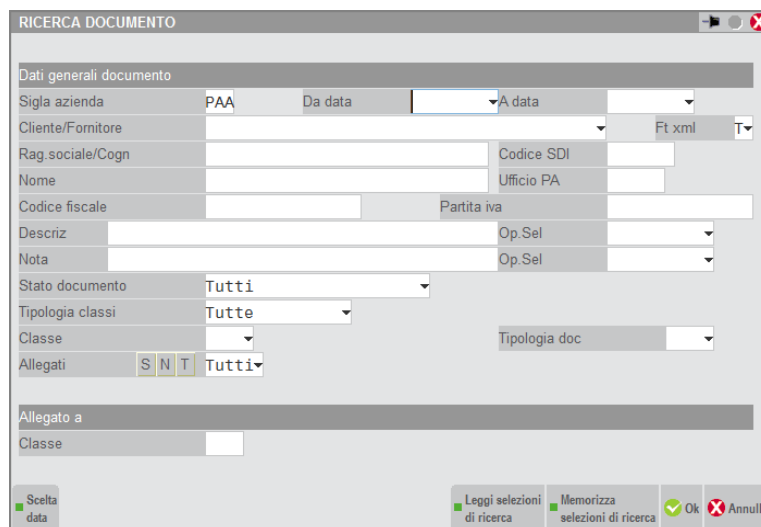 RICERCA DOCUMENTO
Dati generali documento
Sigla azienda PAA Da data A data
Cliente/Fornitore Ft xml T
Rag.sociale/Cogn Codice SDI
Nome Ufficio PA
Codice fiscale Partita iva
Descriz Op.Sel
Nota Op.Sel
Stato documento Tutti
Tipologia classi Tutte
Classe Tipologia doc
Allegati S N T Tutti
Allegato a
Classe
Scelta data
Leggi selezioni di ricerca
Memorizza selezioni di ricerca
Ok
Annull